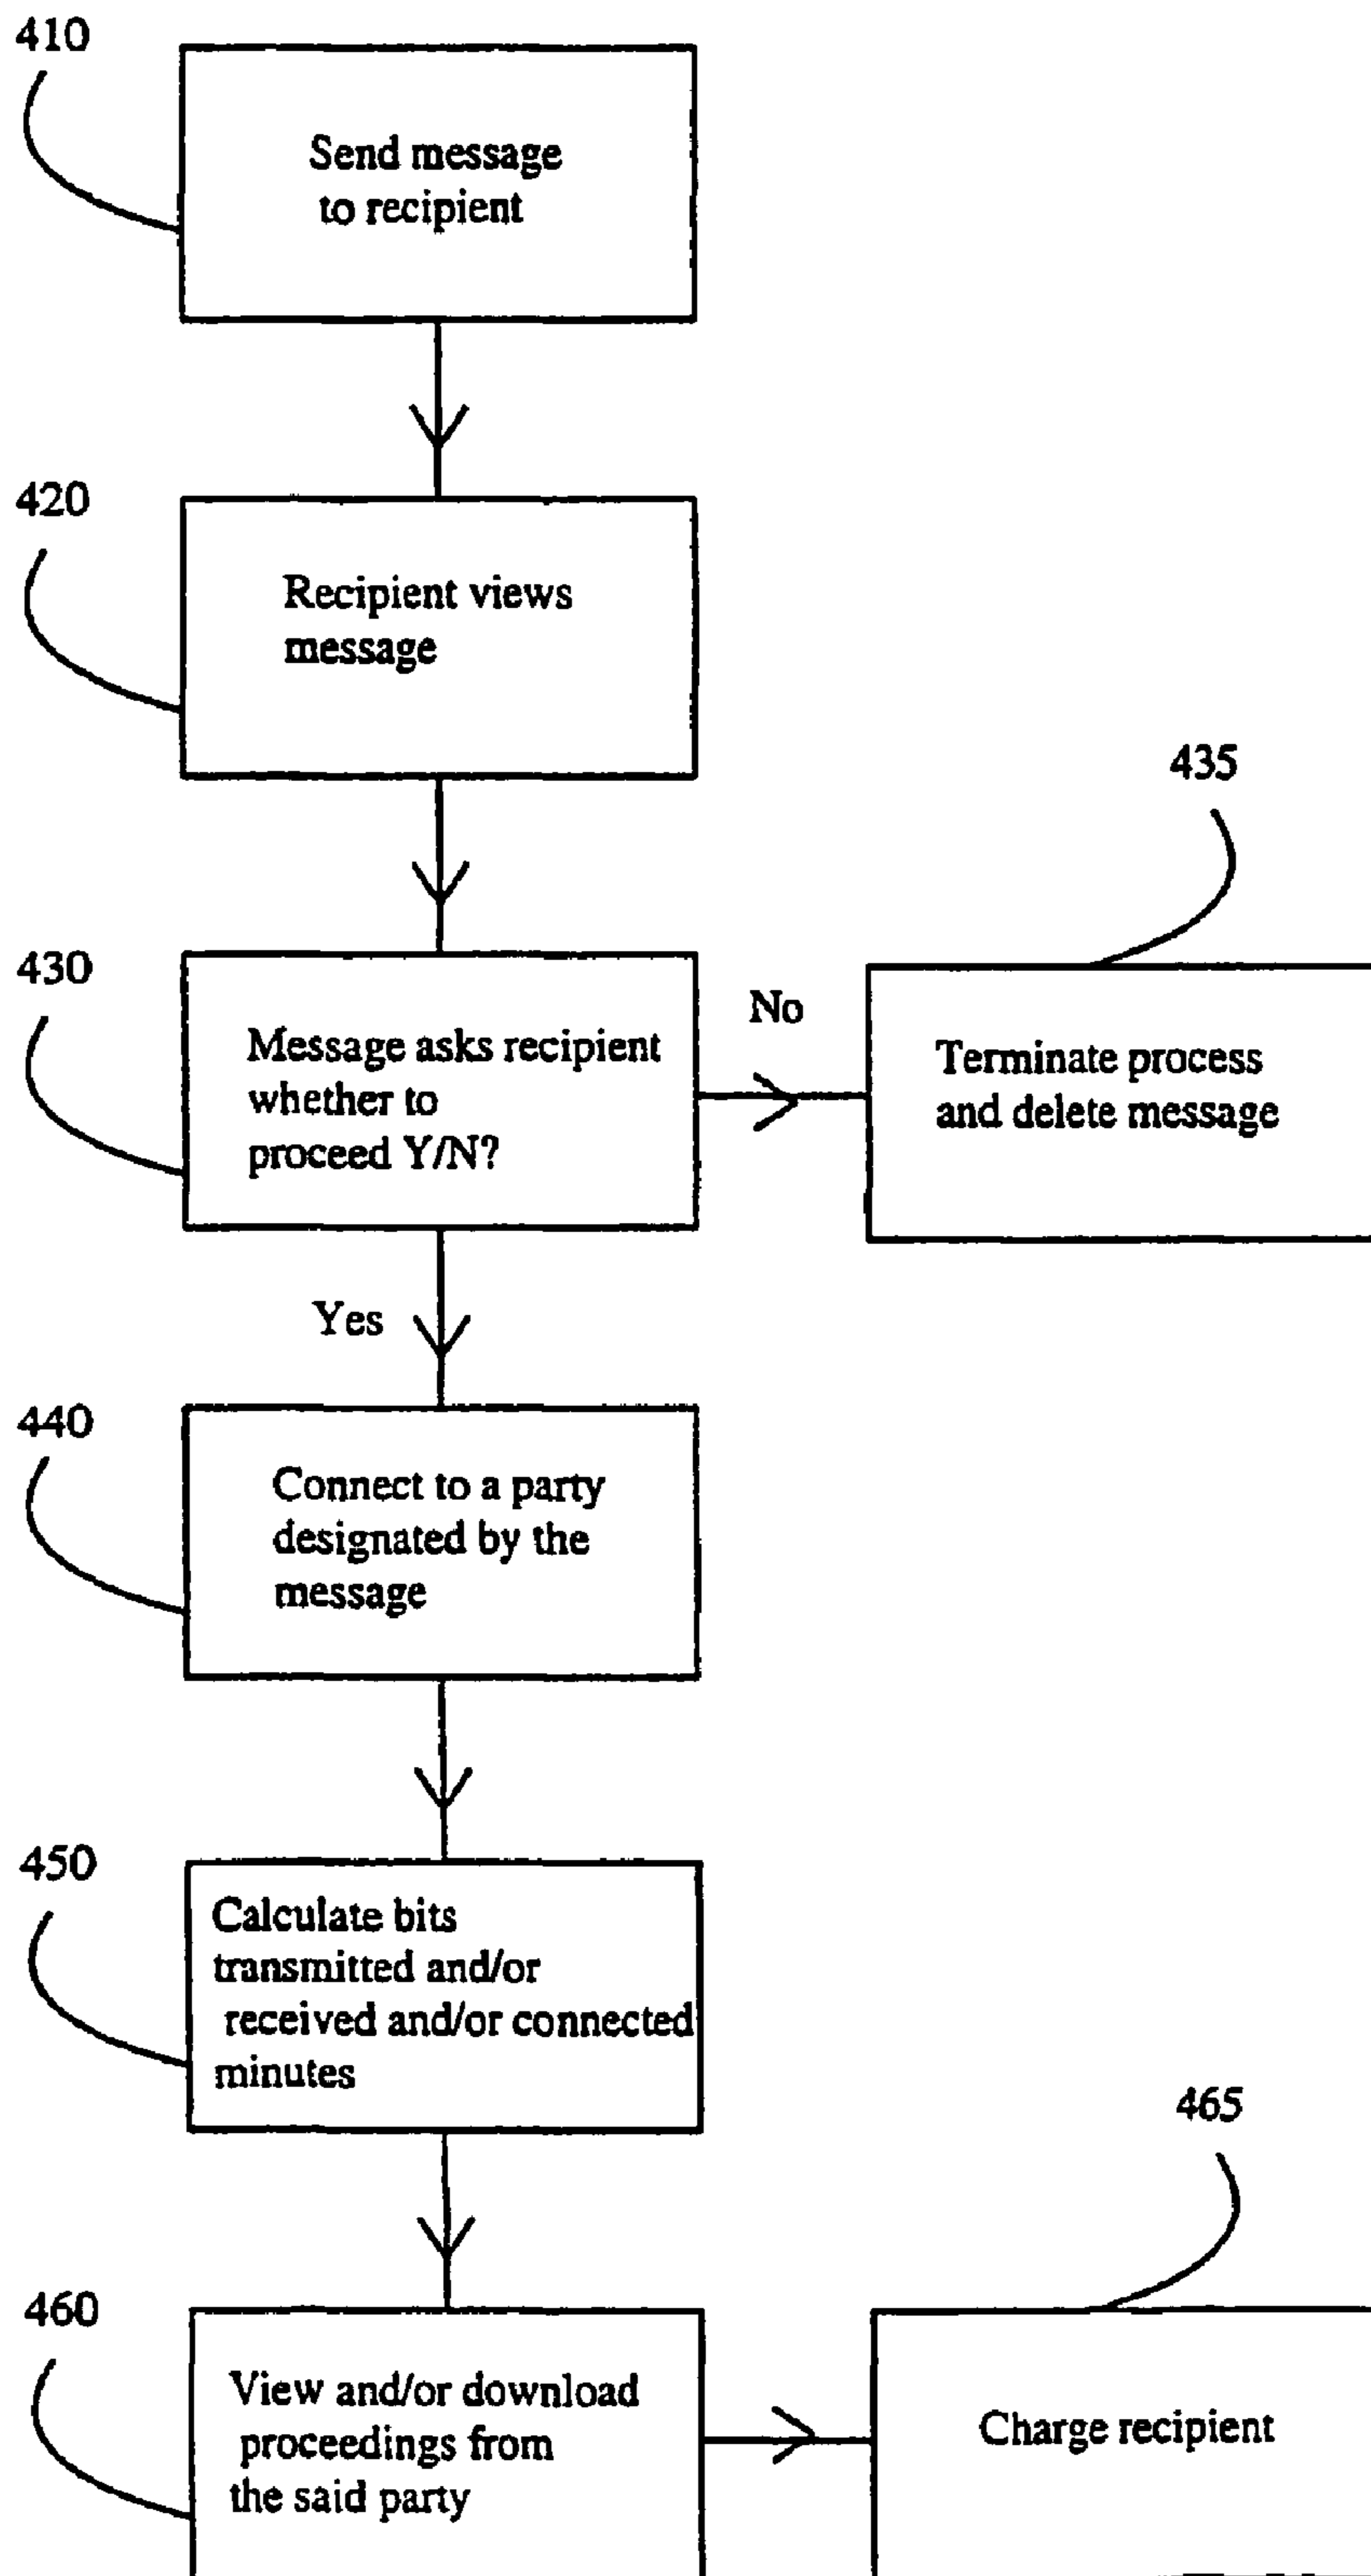 410
Send message
to recipient
420
Recipient views
message
435
430
Message asks recipient
whether to
proceed Y/N?
No
Terminate process
and delete message
Yes
440
Connect to a party
designated by the
message
450
Calculate bits
transmitted and/or
received and/or connected
minutes
465
460
View and/or download
proceedings from
the said party
Charge recipient